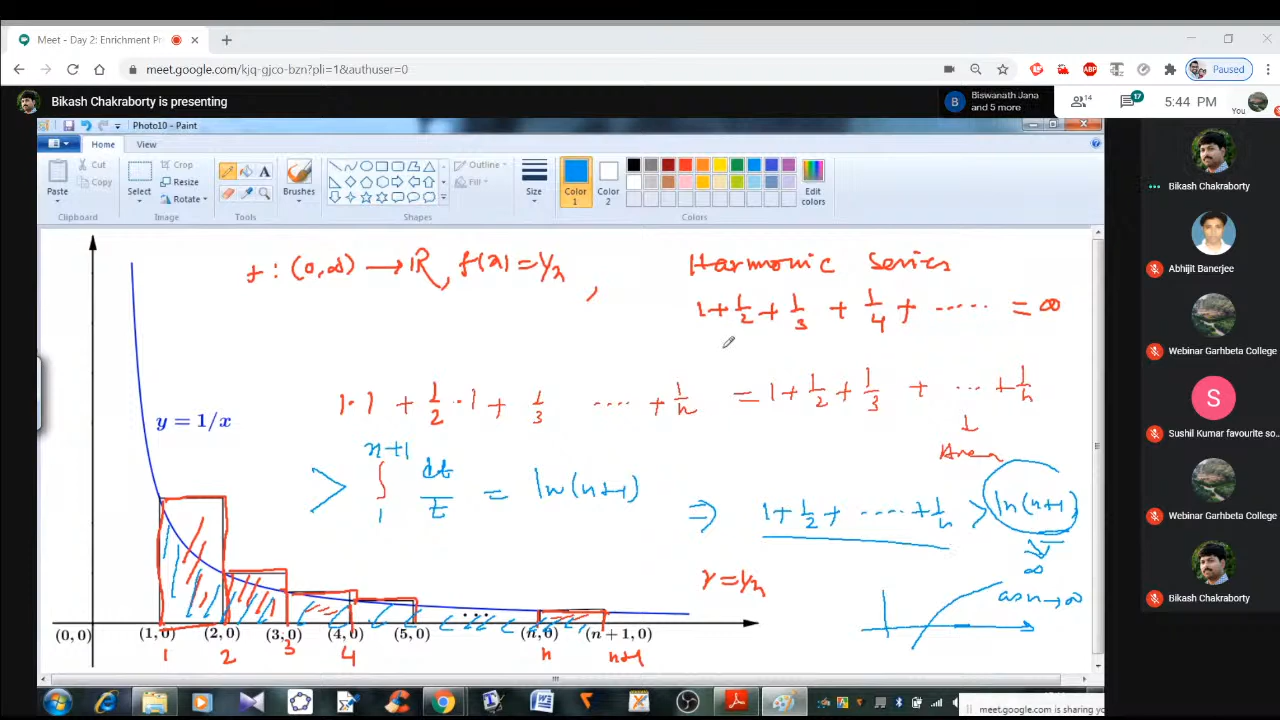 Meet - Day 2: Enrichment Pr
meet.google.com/kjq-gjco-bzn?pli=1&authuser=0
Paused
Bikash Chakraborty is presenting
Biswanath Jana
and 5 more
14
17
5:44 PM
You
Photo10 - Paint
Home View
Paste
Cut
Copy
Clipboard
Select
Crop
Resize
Rotate
Image
A
Tools
Brushes
Outline
Fill
Shapes
Size
Color
1
Color
2
Edit
colors
Colors
f : (0,∞) → ℝ, f(x) = 1/x ,
Harmonic Series
1 + 1/2 + 1/3 + 1/4 + ..... = ∞
1·1 + 1/2 ·1 + 1/3 .... + 1/n = 1 + 1/2 + 1/3 + ... + 1/n
↓
Area
y = 1/x
> ∫₁ⁿ⁺¹ dt/t = ln(n+1)
⇒ 1 + 1/2 + ..... + 1/n > ln(n+1)
∞
as n → ∞
y = 1/x
...
(0, 0) (1, 0) (2, 0) (3, 0) (4, 0) (5, 0) (n, 0) (n + 1, 0)
1 2 3 4 n n+1
Bikash Chakraborty
Abhijit Banerjee
Webinar Garhbeta College
S
Sushil Kumar favourite so...
Webinar Garhbeta College
Bikash Chakraborty
meet.google.com is sharing yo